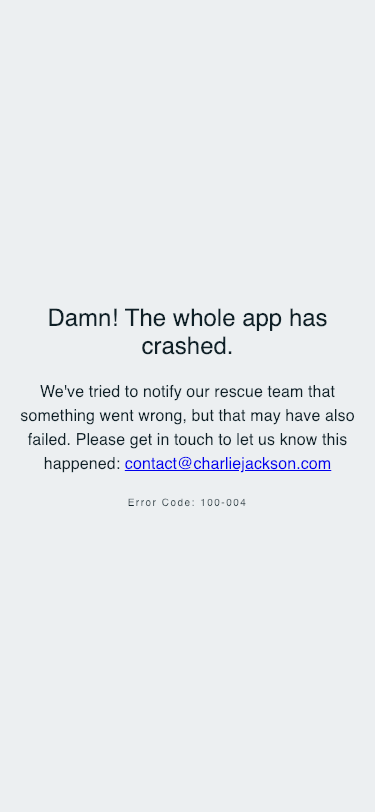 Damn! The whole app has
crashed.
We've tried to notify our rescue team that
something went wrong, but that may have also
failed. Please get in touch to let us know this
happened: contact@charliejackson.com
Error Code: 100-004